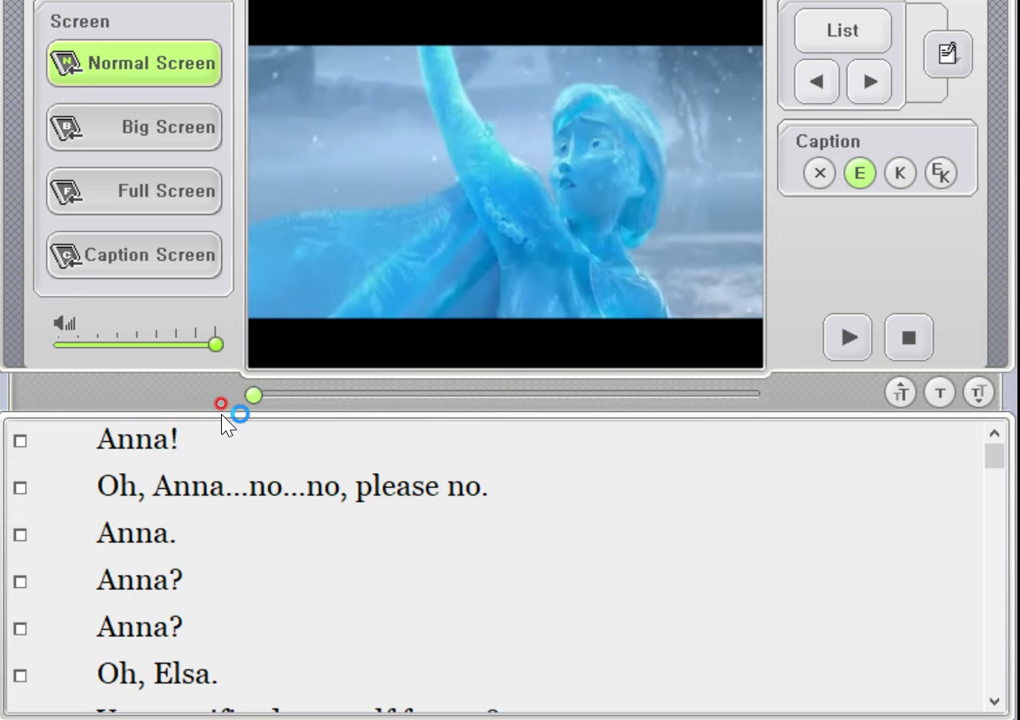 Screen
Normal Screen
Big Screen
Full Screen
Caption Screen
List
Caption
E
K
EK
T
T
T
Anna!
Oh, Anna...no...no, please no.
Anna.
Anna?
Anna?
Oh, Elsa.